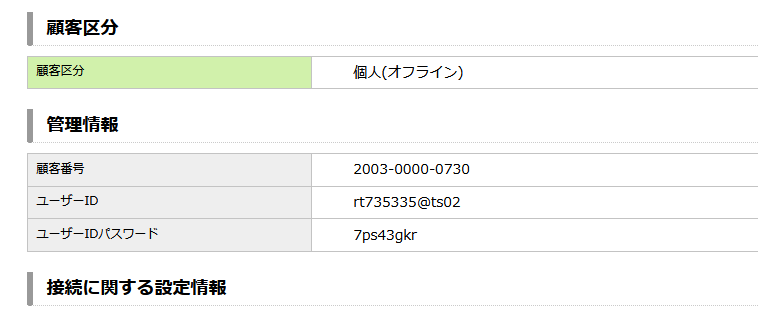 顧客区分
顧客区分 個人(オフライン)
管理情報
顧客番号 2003-0000-0730
ユーザーID rt735335@ts02
ユーザーIDパスワード 7ps43gkr
接続に関する設定情報